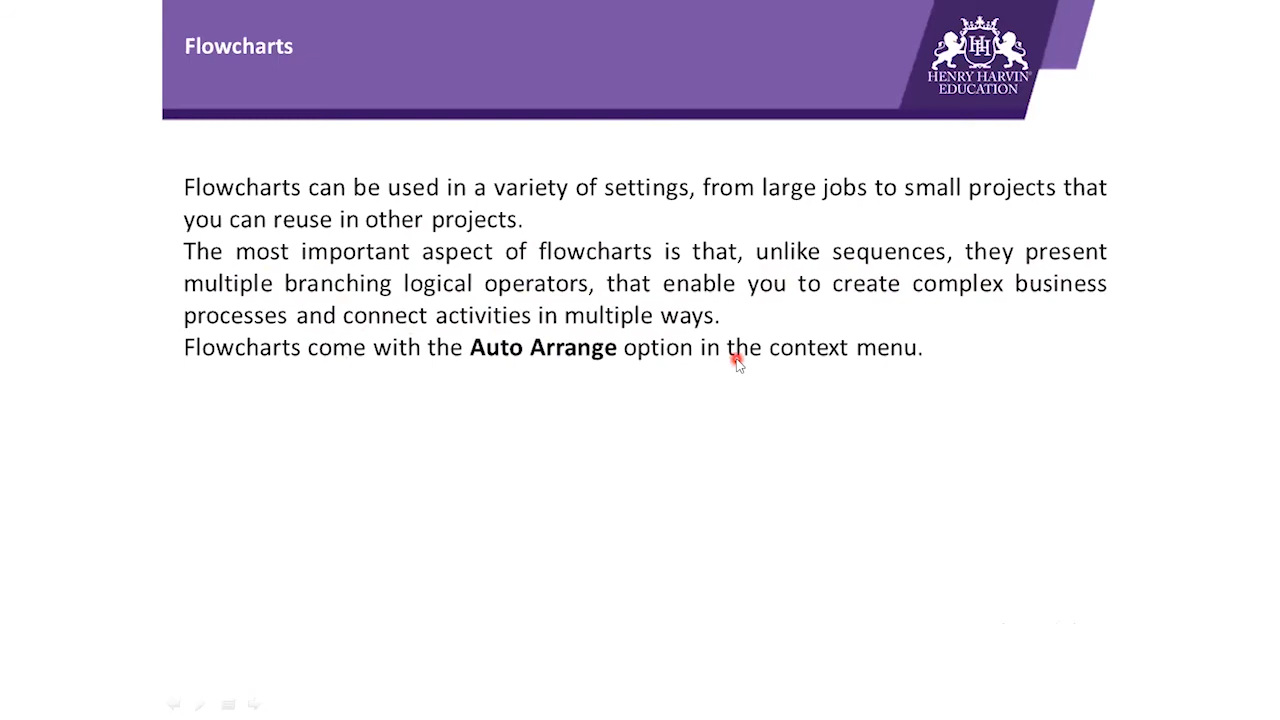 Flowcharts
HENRY HARVIN®
EDUCATION
Flowcharts can be used in a variety of settings, from large jobs to small projects that
you can reuse in other projects.
The most important aspect of flowcharts is that, unlike sequences, they present
multiple branching logical operators, that enable you to create complex business
processes and connect activities in multiple ways.
Flowcharts come with the Auto Arrange option in the context menu.